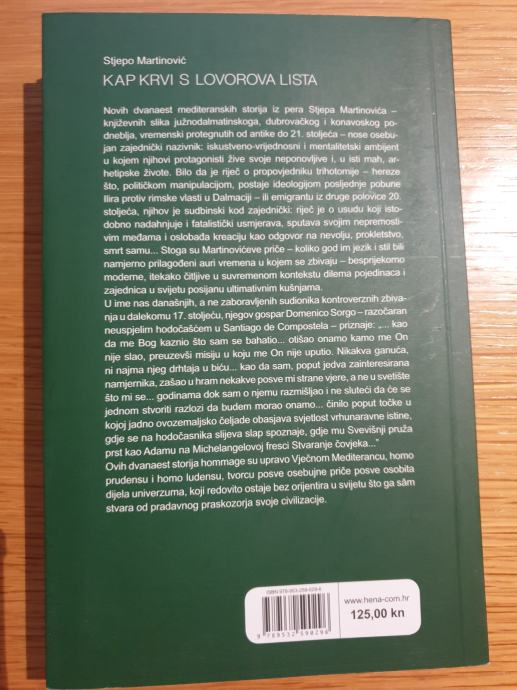 Stjepo Martinović
KAP KRVI S LOVOROVA LISTA
Novih dvanaest mediteranskih storija iz pera Stjepa Martinovića –
književnih slika južnodalmatinskoga, dubrovačkog i konavoskog po-
dneblja, vremenski protegnutih od antike do 21. stoljeća – nose osebu-
jan zajednički nazivnik: iskustveno-vrijednosni i mentalitetski ambijent
u kojem njihovi protagonisti žive svoje neponovljive i, u isti mah, ar-
hetipske živote. Bilo da je riječ o propovjedniku trihotomije - hereze
što, političkom manipulacijom, postaje ideologijom posljednje pobune
Ilira protiv rimske vlasti u Dalmaciji – ili emigrantu iz druge polovice 20.
stoljeća, njihov je sudbinski kod zajednički: riječ je o usudu koji isto-
dobno nadahnjuje i fatalistički usmjerava, sputava svojim nepremosti-
vim međama i oslobađa kreaciju kao odgovor na nevolju, prokletstvo,
smrt samu... Stoga su Martinovićeve priče – koliko god im jezik i stil bili
namjerno prilagođeni auri vremena u kojem se zbivaju – besprijekorno
moderne, itekako čitljive u suvremenom kontekstu dilema pojedinaca i
zajednica u svijetu posijanu ultimativnim kušnjama.
U ime nas današnjih, a ne zaboravljenih sudionika kontroverznih zbiva-
nja u dalekomu 17. stoljeću, njegov gospar Domenico Sorgo – razočaran
neuspjelim hodočašćem u Santiago de Compostela – priznaje: „... kao
da me Bog kaznio što sam se bahatio... otišao onamo kamo me On
nije slao, preuzevši misiju u koju me On nije uputio. Nikakva ganuća,
ni najma njeg drhtaja u biću... kao da sam, poput jedva zainteresirana
namjernika, zašao u hram nekakve posve mi strane vjere, a ne u svetište
što mi se... godinama dok sam o njemu razmišljao i ne sluteći da će se
jednom stvoriti razlozi da budem morao onamo... činilo poput točke u
kojoj jadno ovozemaljsko čeljade obasjava svjetlost vrhunaravne istine,
gdje se na hodočasnika slijeva slap spoznaje, gdje mu Svevišnji pruža
prst kao Adamu na Michelangelovoj fresci Stvaranje čovjeka..."
Ovih dvanaest storija hommage su upravo Vječnom Mediterancu, homo
prudensu i homo ludensu, tvorcu posve osebujne priče posve osobita
dijela univerzuma, koji redovito ostaje bez orijentira u svijetu što ga sâm
stvara od pradavnog praskozorja svoje civilizacije.
ISBN 978-953-259-029-6
9 789532 590296
www.hena-com.hr
125,00 kn